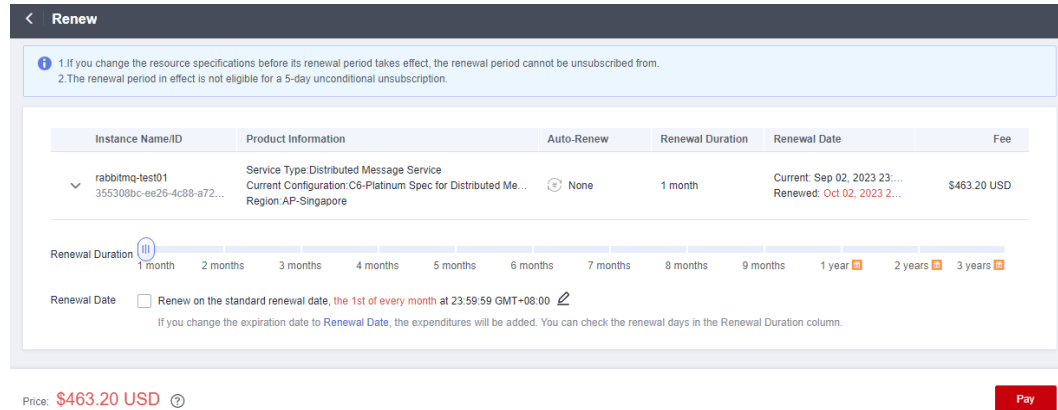 Renew
1.If you change the resource specifications before its renewal period takes effect, the renewal period cannot be unsubscribed from.
2.The renewal period in effect is not eligible for a 5-day unconditional unsubscription.
Instance Name/ID Product Information Auto-Renew Renewal Duration Renewal Date Fee
rabbitmq-test01
355308bc-ee26-4c88-a72...
Service Type:Distributed Message Service
Current Configuration:C6-Platinum Spec for Distributed Me...
Region:AP-Singapore
None
1 month
Current: Sep 02, 2023 23:...
Renewed: Oct 02, 2023 2...
$463.20 USD
Renewal Duration
1 month 2 months 3 months 4 months 5 months 6 months 7 months 8 months 9 months 1 year 2 years 3 years
Renewal Date Renew on the standard renewal date, the 1st of every month at 23:59:59 GMT+08:00
If you change the expiration date to Renewal Date, the expenditures will be added. You can check the renewal days in the Renewal Duration column.
Price: $463.20 USD ?
Pay